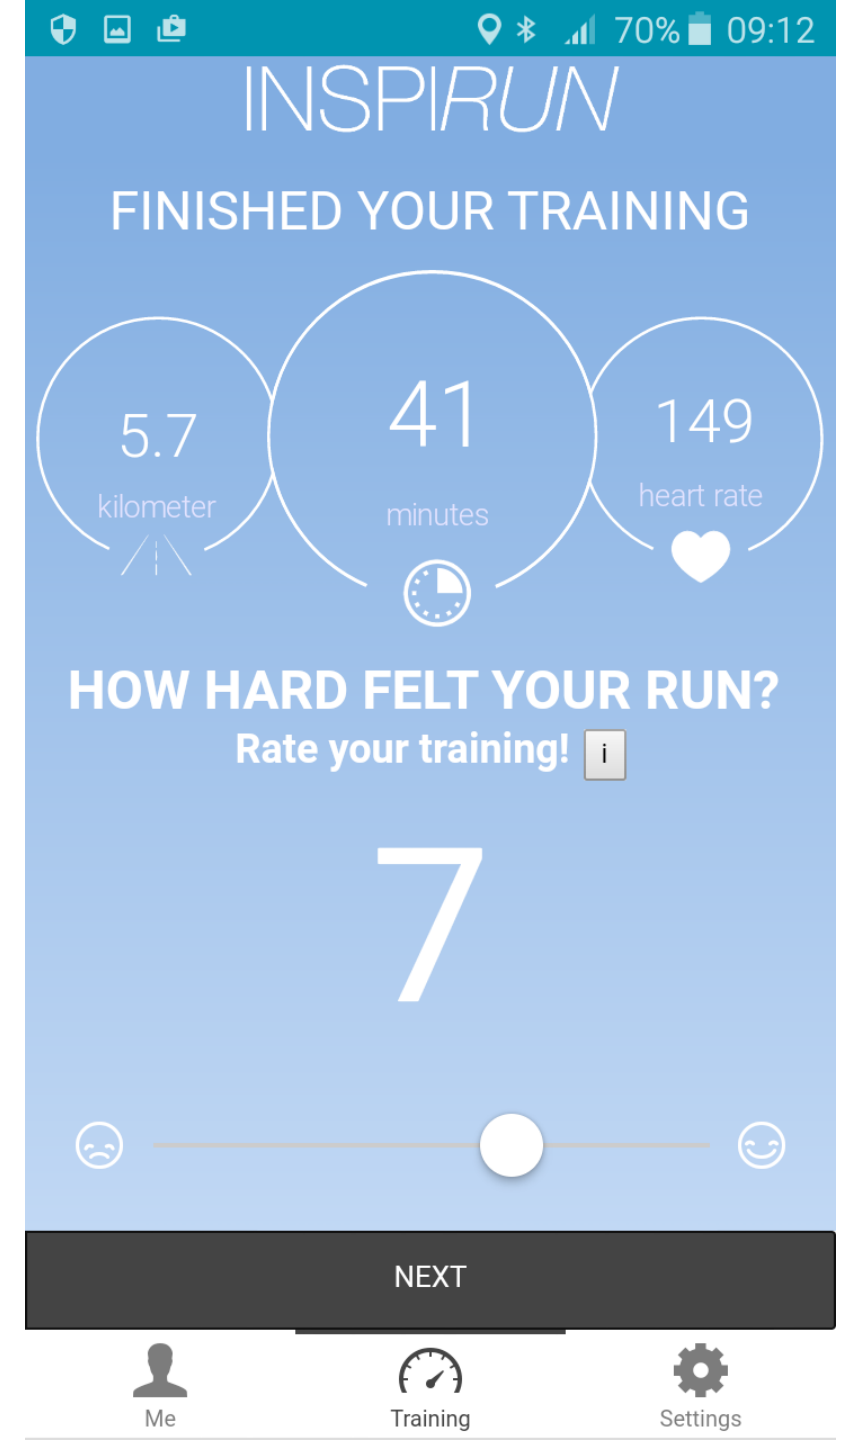 70% 09:12
INSPIRUN
FINISHED YOUR TRAINING
5.7
kilometer
41
minutes
149
heart rate
HOW HARD FELT YOUR RUN?
Rate your training! i
7
NEXT
Me Training Settings